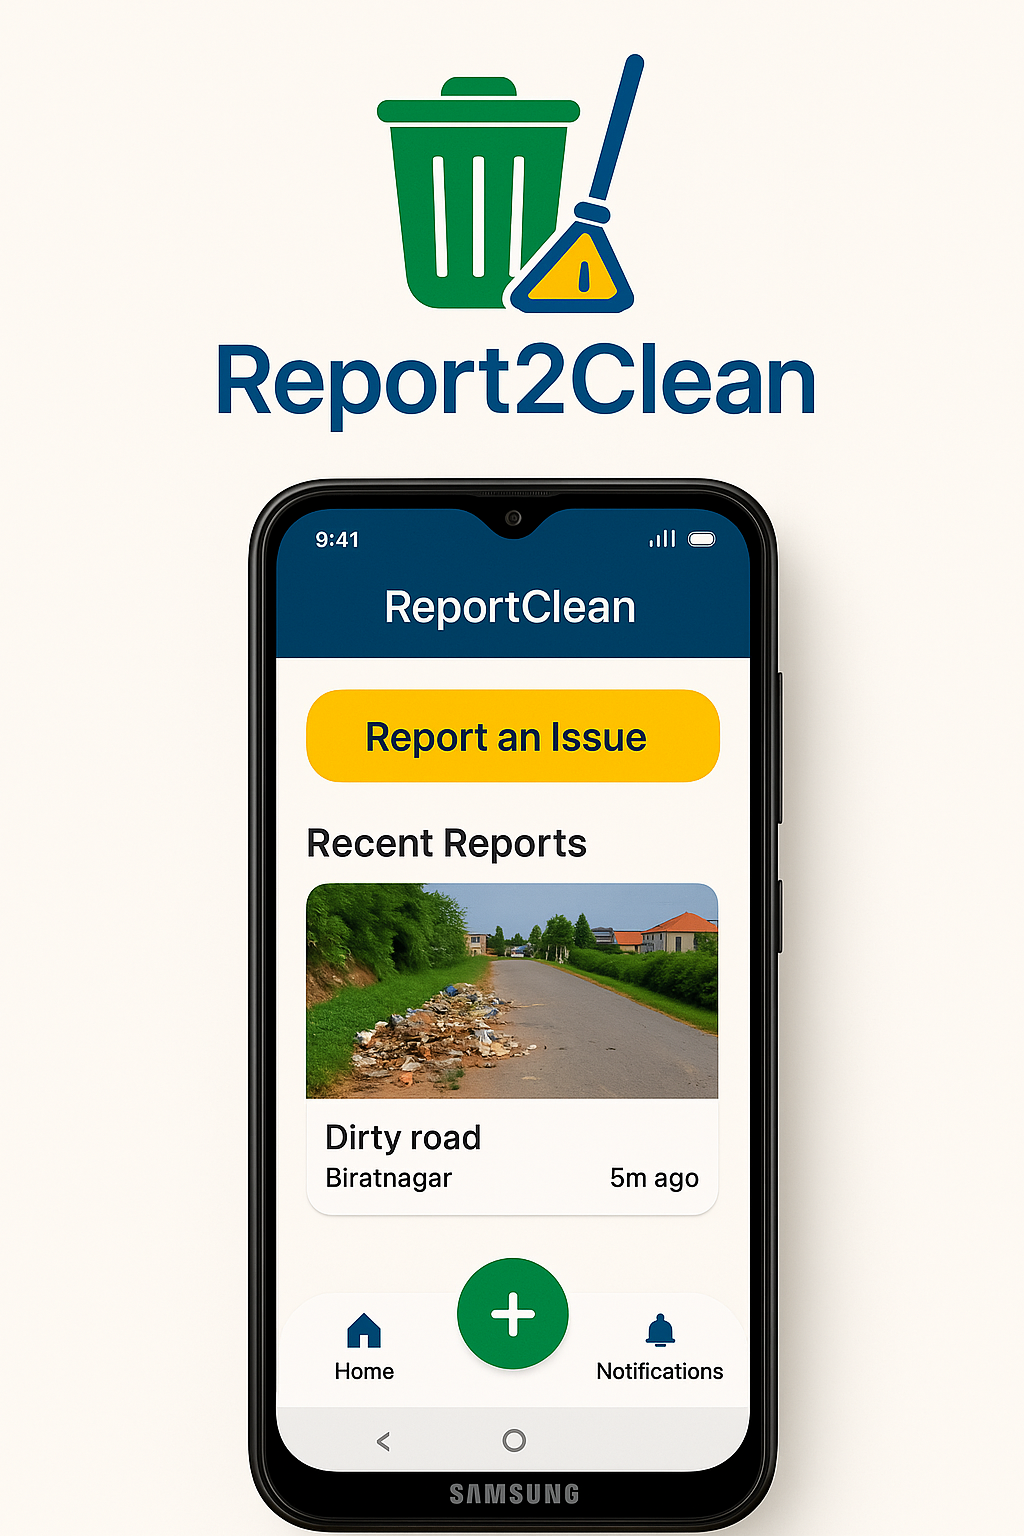 Report2Clean
9:41
ReportClean
Report an Issue
Recent Reports
Dirty road
Biratnagar 5m ago
Home Notifications
SAMSUNG